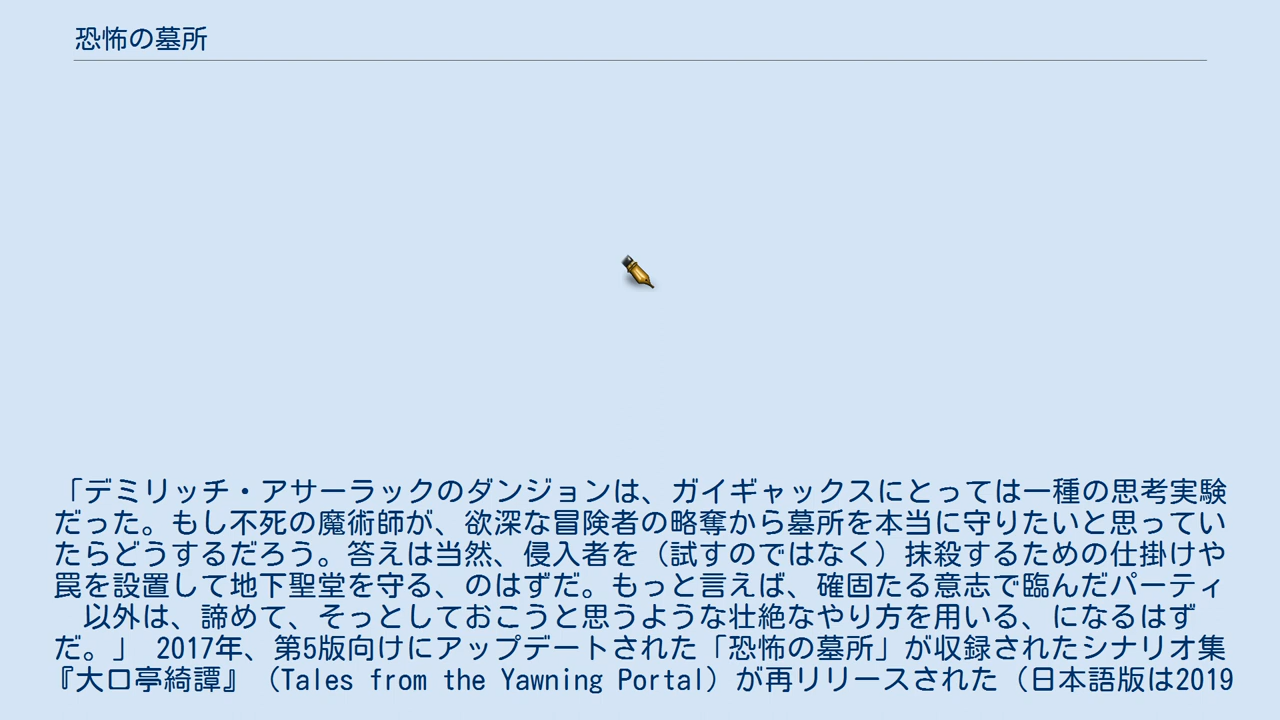 恐怖の墓所
「デミリッチ・アサーラックのダンジョンは、ガイギャックスにとっては一種の思考実験
だった。もし不死の魔術師が、欲深な冒険者の略奪から墓所を本当に守りたいと思ってい
たらどうするだろう。答えは当然、侵入者を（試すのではなく）抹殺するための仕掛けや
罠を設置して地下聖堂を守る、のはずだ。もっと言えば、確固たる意志で臨んだパーティ
以外は、諦めて、そっとしておこうと思うような壮絶なやり方を用いる、になるはず
だ。」 2017年、第5版向けにアップデートされた「恐怖の墓所」が収録されたシナリオ集
『大口亭綺譚』（Tales from the Yawning Portal）が再リリースされた（日本語版は2019